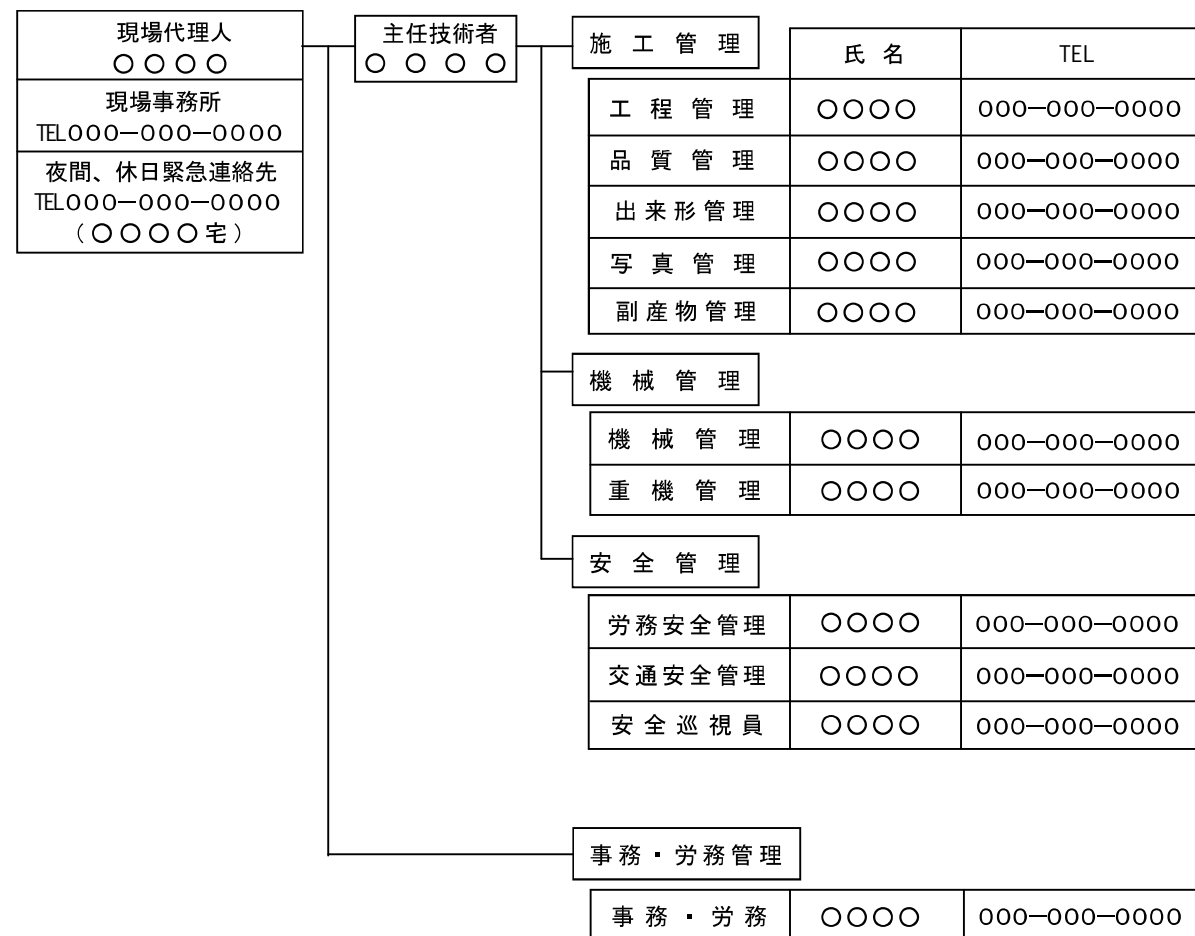 現場代理人
○○○○
現場事務所
TEL000−000−0000
夜間、休日緊急連絡先
TEL000−000−0000
(○○○○宅)
主任技術者
○○○○
施工管理
氏名 TEL
工程管理 ○○○○ 000−000−0000
品質管理 ○○○○ 000−000−0000
出来形管理 ○○○○ 000−000−0000
写真管理 ○○○○ 000−000−0000
副産物管理 ○○○○ 000−000−0000
機械管理
機械管理 ○○○○ 000−000−0000
重機管理 ○○○○ 000−000−0000
安全管理
労務安全管理 ○○○○ 000−000−0000
交通安全管理 ○○○○ 000−000−0000
安全巡視員 ○○○○ 000−000−0000
事務・労務管理
事務・労務 ○○○○ 000−000−0000